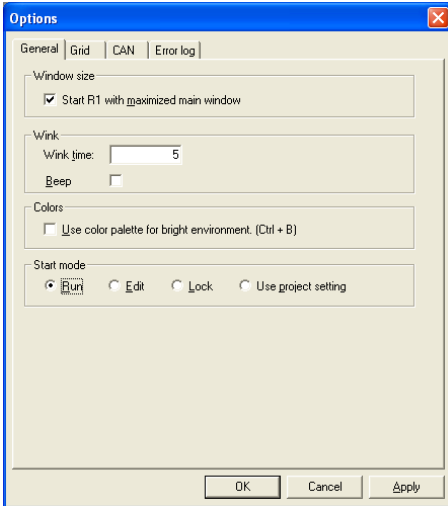 Options
General Grid CAN Error log
Window size
Start R1 with maximized main window
Wink
Wink time: 5
Beep
Colors
Use color palette for bright environment. (Ctrl + B)
Start mode
Run Edit Lock Use project setting
OK Cancel Apply